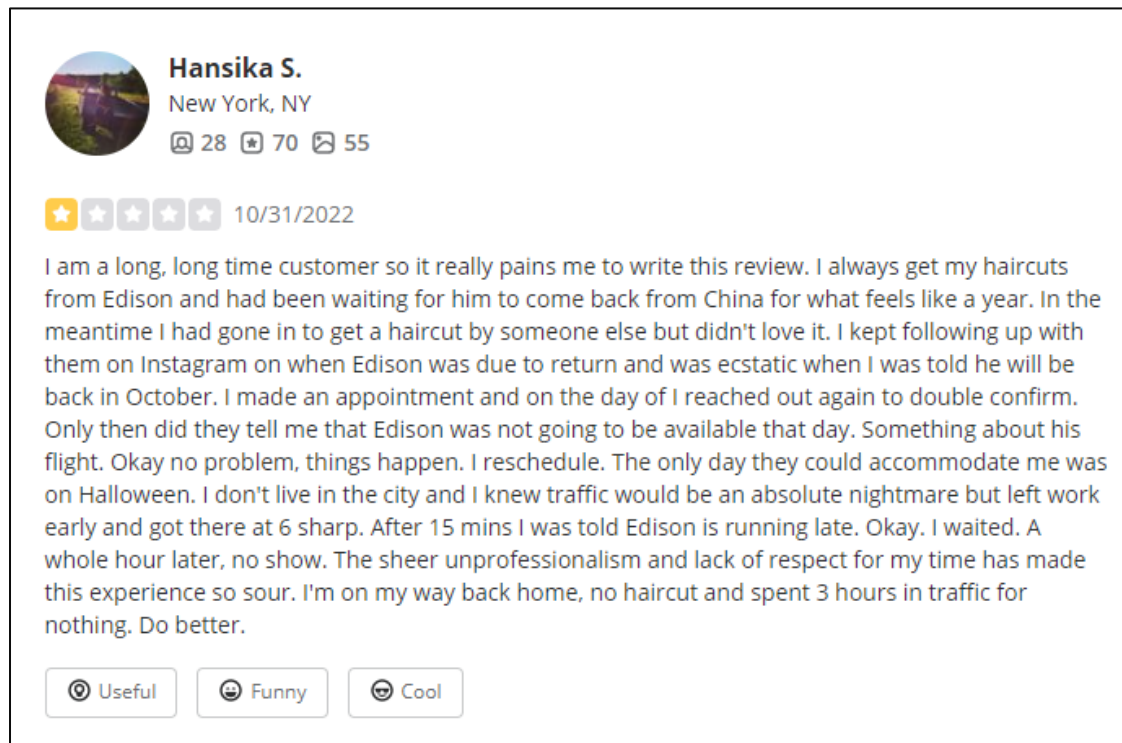 Hansika S.
New York, NY
28 70 55
10/31/2022
I am a long, long time customer so it really pains me to write this review. I always get my haircuts
from Edison and had been waiting for him to come back from China for what feels like a year. In the
meantime I had gone in to get a haircut by someone else but didn't love it. I kept following up with
them on Instagram on when Edison was due to return and was ecstatic when I was told he will be
back in October. I made an appointment and on the day of I reached out again to double confirm.
Only then did they tell me that Edison was not going to be available that day. Something about his
flight. Okay no problem, things happen. I reschedule. The only day they could accommodate me was
on Halloween. I don't live in the city and I knew traffic would be an absolute nightmare but left work
early and got there at 6 sharp. After 15 mins I was told Edison is running late. Okay. I waited. A
whole hour later, no show. The sheer unprofessionalism and lack of respect for my time has made
this experience so sour. I'm on my way back home, no haircut and spent 3 hours in traffic for
nothing. Do better.
Useful Funny Cool